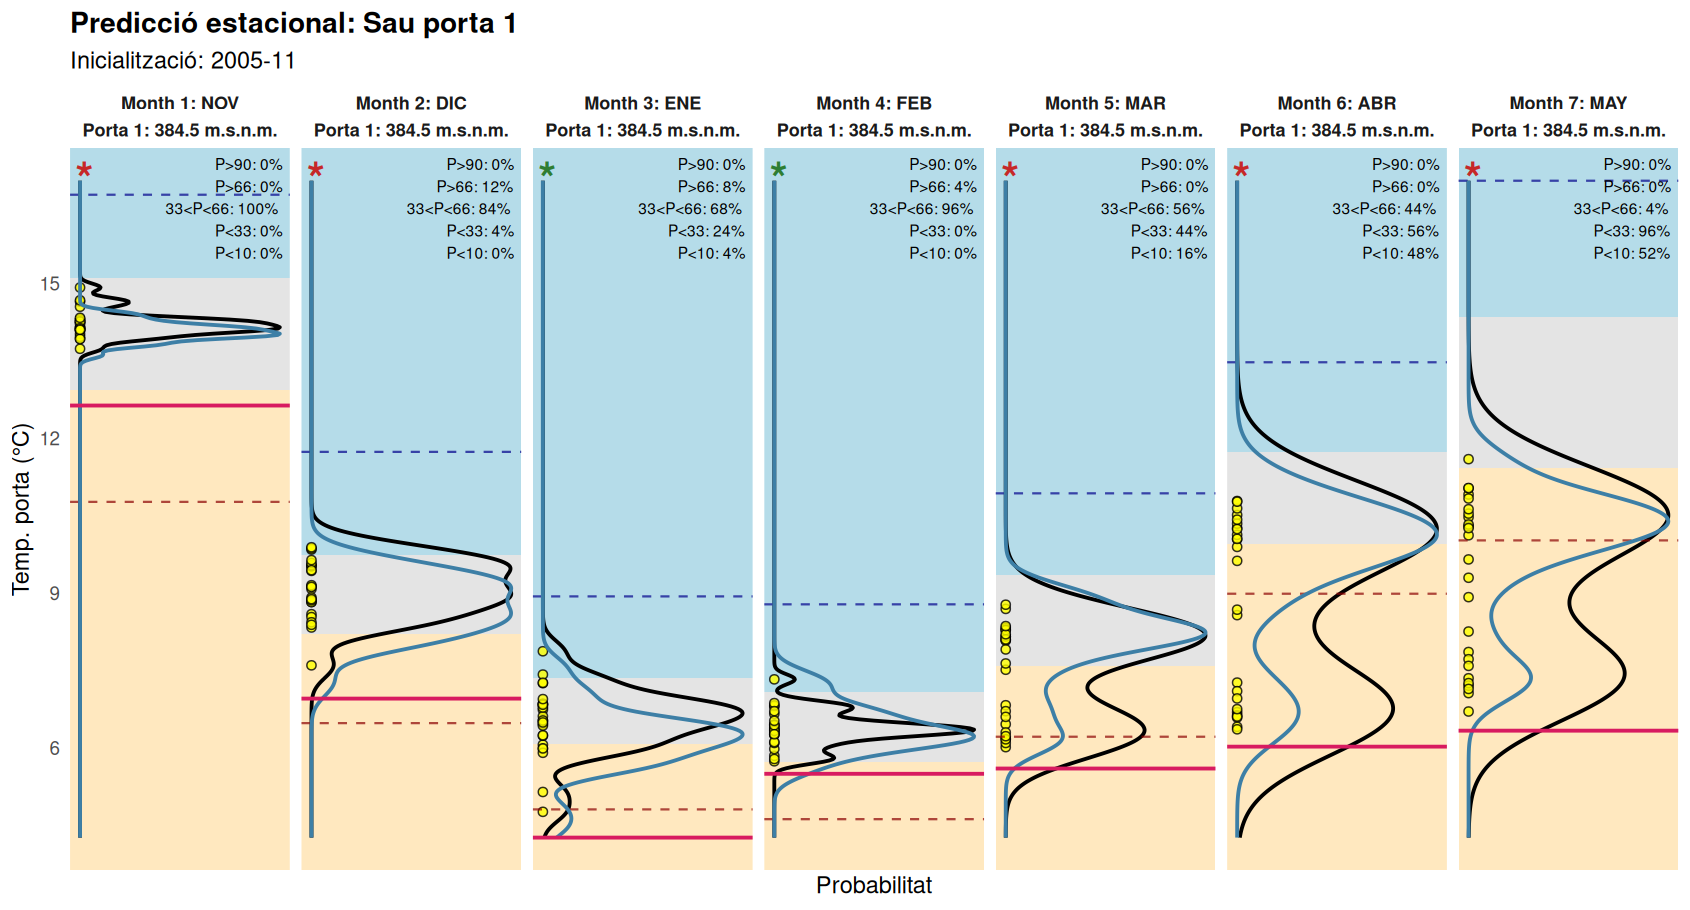 Predicció estacional: Sau porta 1
Inicialització: 2005-11
Month 1: NOV
Porta 1: 384.5 m.s.n.m.
Month 2: DIC
Porta 1: 384.5 m.s.n.m.
Month 3: ENE
Porta 1: 384.5 m.s.n.m.
Month 4: FEB
Porta 1: 384.5 m.s.n.m.
Month 5: MAR
Porta 1: 384.5 m.s.n.m.
Month 6: ABR
Porta 1: 384.5 m.s.n.m.
Month 7: MAY
Porta 1: 384.5 m.s.n.m.
*
P>90: 0%
P>66: 0%
33<P<66: 100%
P<33: 0%
P<10: 0%
*
P>90: 0%
P>66: 12%
33<P<66: 84%
P<33: 4%
P<10: 0%
*
P>90: 0%
P>66: 8%
33<P<66: 68%
P<33: 24%
P<10: 4%
*
P>90: 0%
P>66: 4%
33<P<66: 96%
P<33: 0%
P<10: 0%
*
P>90: 0%
P>66: 0%
33<P<66: 56%
P<33: 44%
P<10: 16%
*
P>90: 0%
P>66: 0%
33<P<66: 44%
P<33: 56%
P<10: 48%
*
P>90: 0%
P>66: 0%
33<P<66: 4%
P<33: 96%
P<10: 52%
15
12
9
6
Temp. porta (°C)
Probabilitat